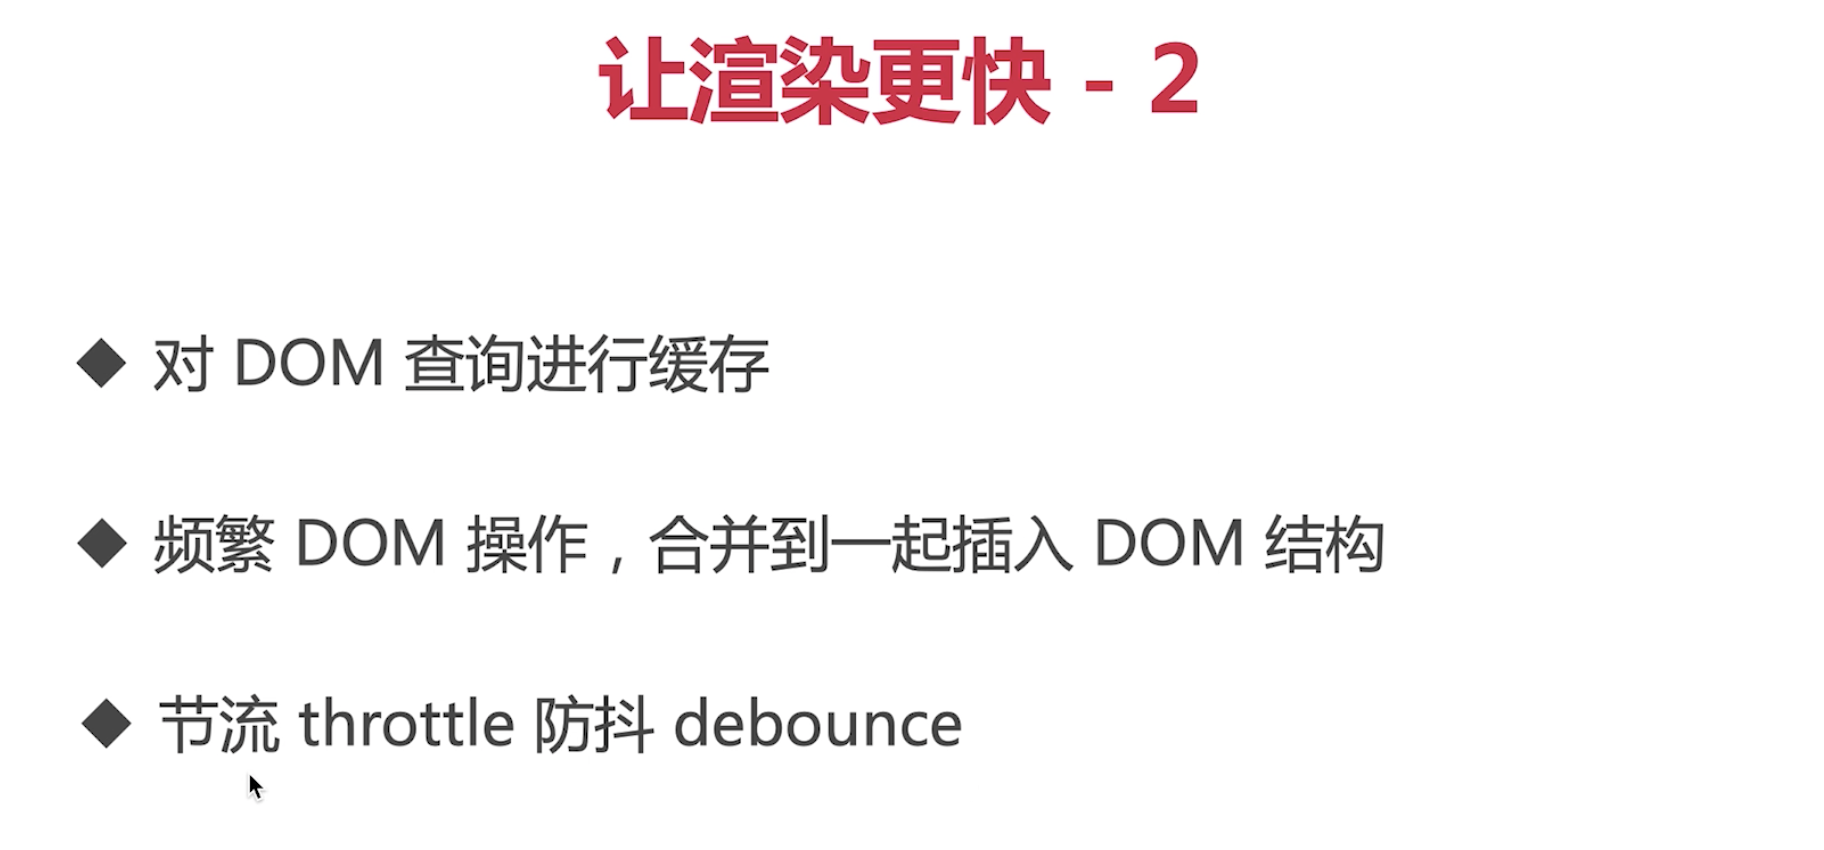 让渲染更快 - 2
◆ 对 DOM 查询进行缓存
◆ 频繁 DOM 操作，合并到一起插入 DOM 结构
◆ 节流 throttle 防抖 debounce